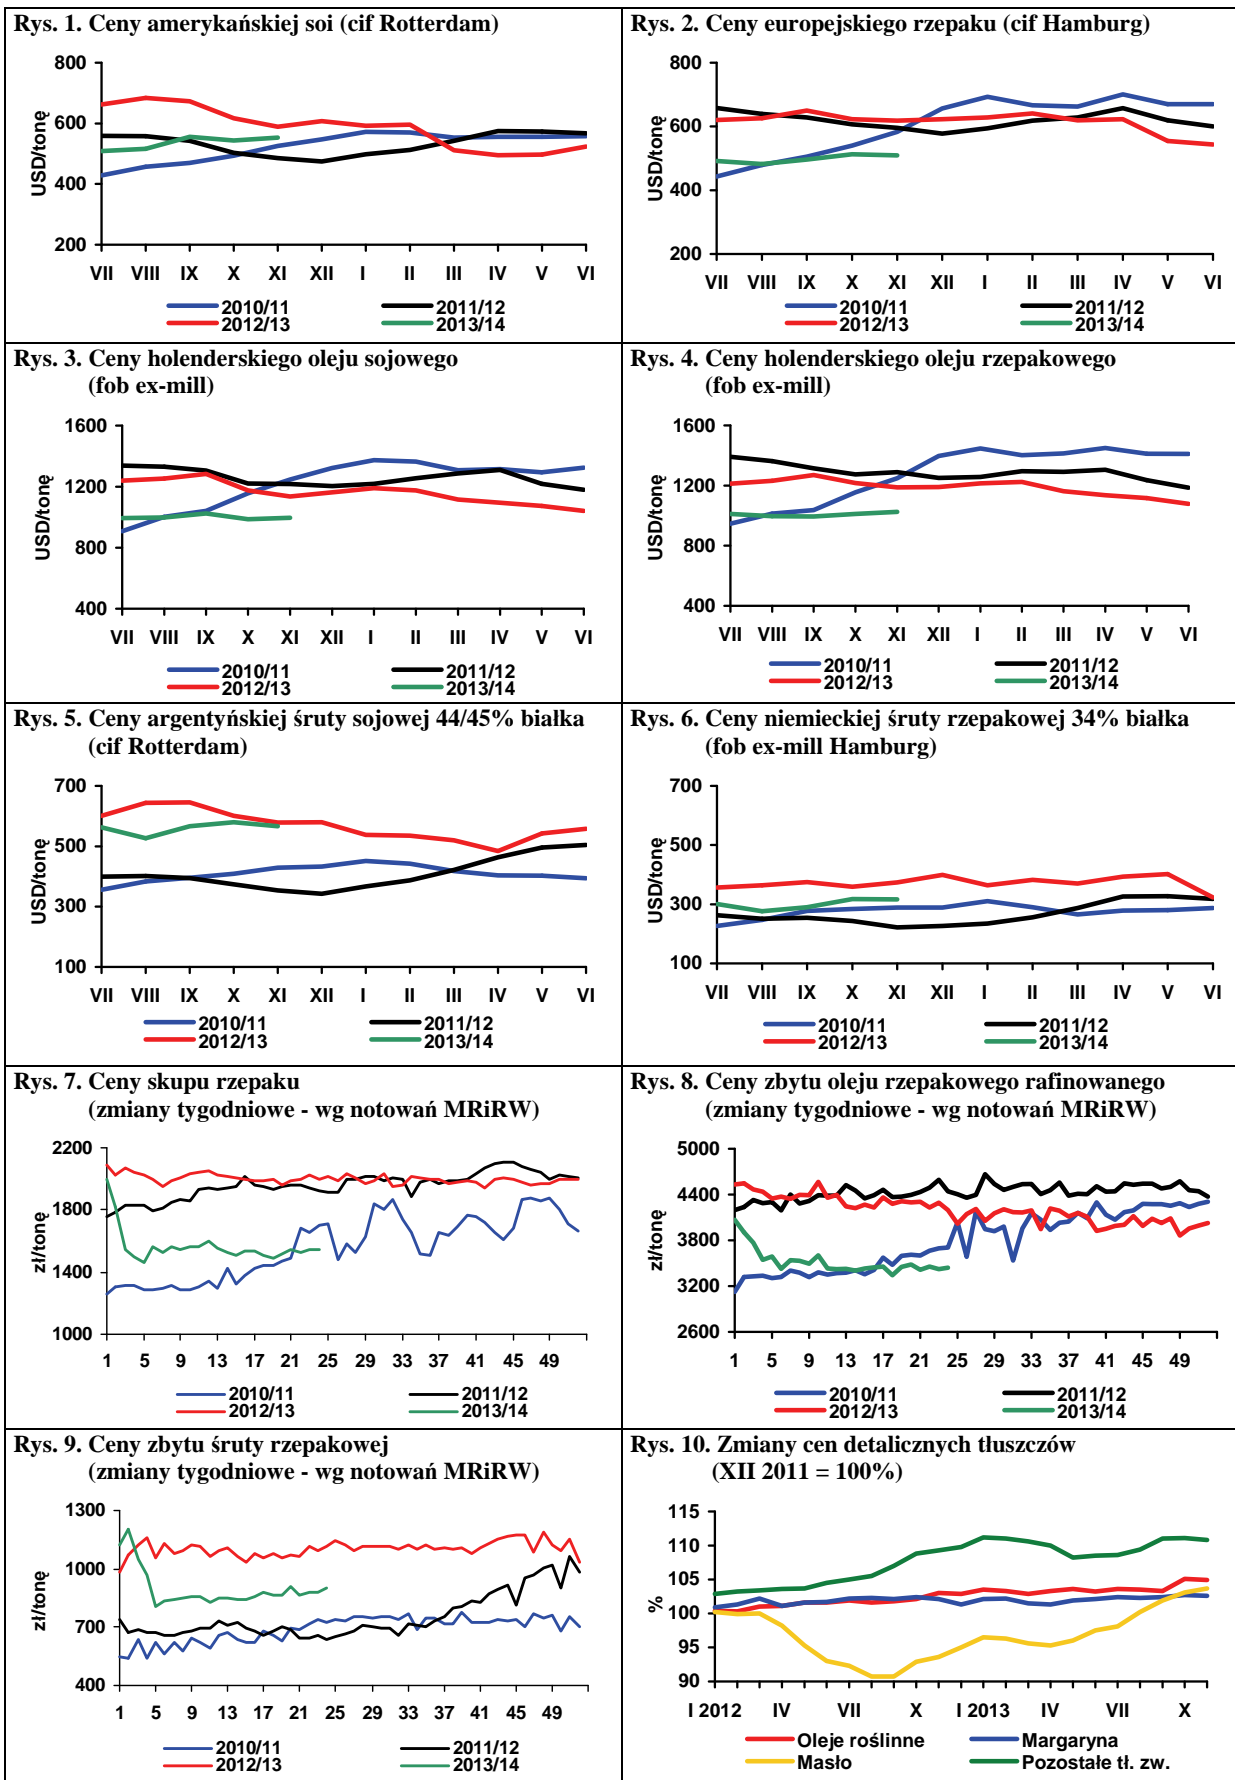 Rys. 1. Ceny amerykańskiej soi (cif Rotterdam)
800
600
400
200
USD/tonę
VII VIII IX X XI XII I II III IV V VI
2010/11 2011/12
2012/13 2013/14
Rys. 2. Ceny europejskiego rzepaku (cif Hamburg)
800
600
400
200
USD/tonę
VII VIII IX X XI XII I II III IV V VI
2010/11 2011/12
2012/13 2013/14
Rys. 3. Ceny holenderskiego oleju sojowego
(fob ex-mill)
1600
1200
800
400
USD/tonę
VII VIII IX X XI XII I II III IV V VI
2010/11 2011/12
2012/13 2013/14
Rys. 4. Ceny holenderskiego oleju rzepakowego
(fob ex-mill)
1600
1200
800
400
USD/tonę
VII VIII IX X XI XII I II III IV V VI
2010/11 2011/12
2012/13 2013/14
Rys. 5. Ceny argentyńskiej śruty sojowej 44/45% białka
(cif Rotterdam)
700
500
300
100
USD/tonę
VII VIII IX X XI XII I II III IV V VI
2010/11 2011/12
2012/13 2013/14
Rys. 6. Ceny niemieckiej śruty rzepakowej 34% białka
(fob ex-mill Hamburg)
700
500
300
100
USD/tonę
VII VIII IX X XI XII I II III IV V VI
2010/11 2011/12
2012/13 2013/14
Rys. 7. Ceny skupu rzepaku
(zmiany tygodniowe - wg notowań MRiRW)
2200
1800
1400
1000
zł/tonę
1 5 9 13 17 21 25 29 33 37 41 45 49
2010/11 2011/12
2012/13 2013/14
Rys. 8. Ceny zbytu oleju rzepakowego rafinowanego
(zmiany tygodniowe - wg notowań MRiRW)
5000
4400
3800
3200
2600
zł/tonę
1 5 9 13 17 21 25 29 33 37 41 45 49
2010/11 2011/12
2012/13 2013/14
Rys. 9. Ceny zbytu śruty rzepakowej
(zmiany tygodniowe - wg notowań MRiRW)
1300
1000
700
400
zł/tonę
1 5 9 13 17 21 25 29 33 37 41 45 49
2010/11 2011/12
2012/13 2013/14
Rys. 10. Zmiany cen detalicznych tłuszczów
(XII 2011 = 100%)
115
110
105
100
95
90
%
I 2012 IV VII X I 2013 IV VII X
Oleje roślinne Margaryna
Masło Pozostałe tł. zw.